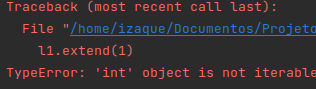 Traceback (most recent call last):
File "/home/izaque/Documentos/Projeto
l1.extend(1)
TypeError: 'int' object is not iterable